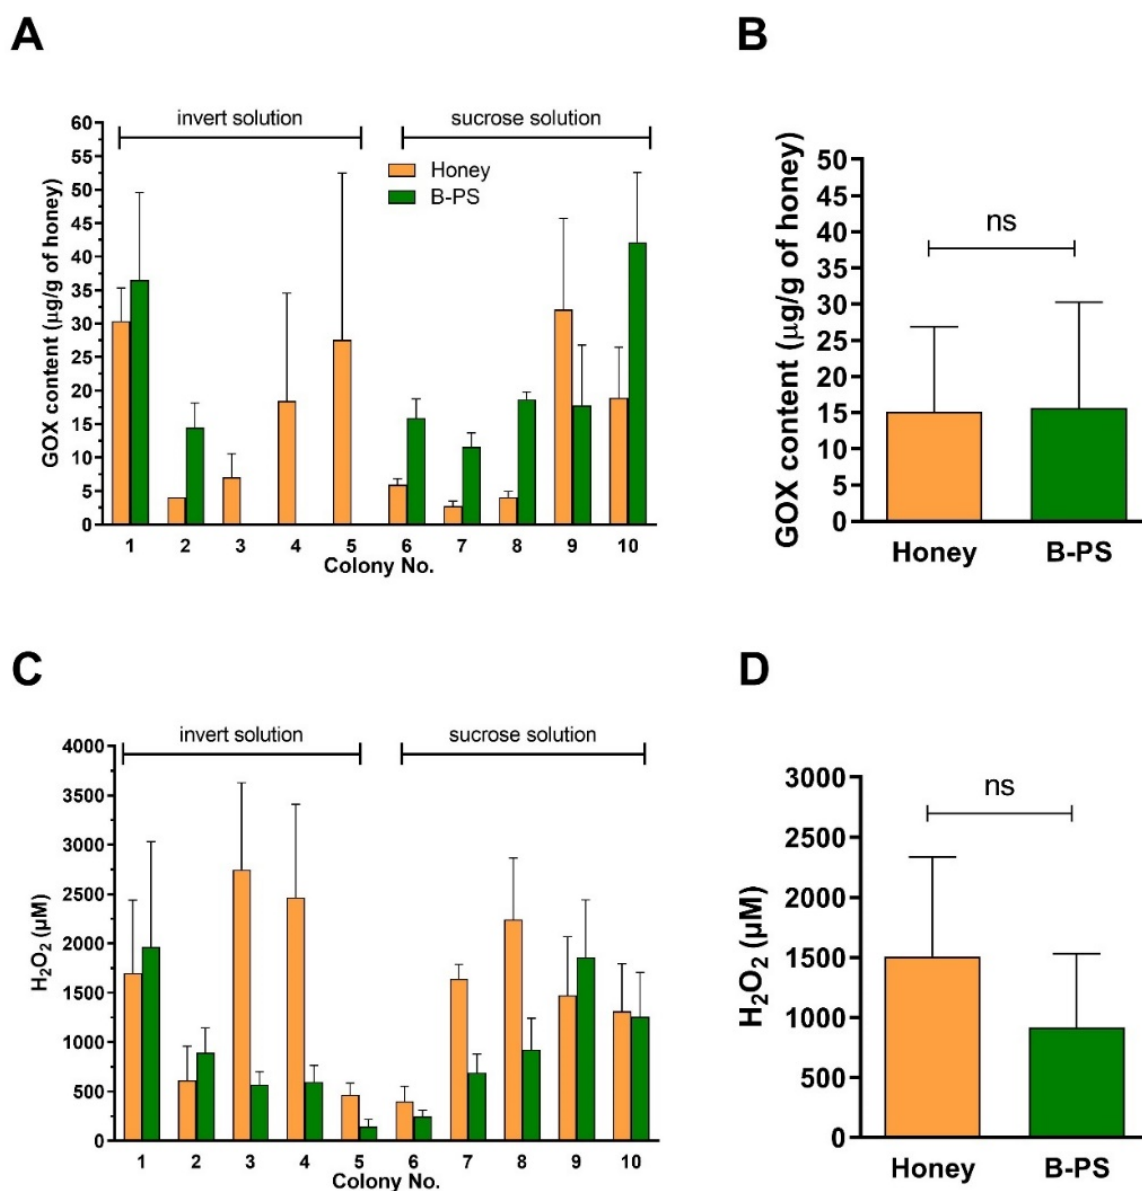 A
invert solution
sucrose solution
Honey
B-PS
GOX content (μg/g of honey)
60
55
50
45
40
35
30
25
20
15
10
5
0
1 2 3 4 5 6 7 8 9 10
Colony No.
B
ns
GOX content (μg/g of honey)
50
45
40
35
30
25
20
15
10
5
0
Honey B-PS
C
invert solution
sucrose solution
H₂O₂ (μM)
4000
3500
3000
2500
2000
1500
1000
500
0
1 2 3 4 5 6 7 8 9 10
Colony No.
D
ns
H₂O₂ (μM)
3000
2500
2000
1500
1000
500
0
Honey B-PS